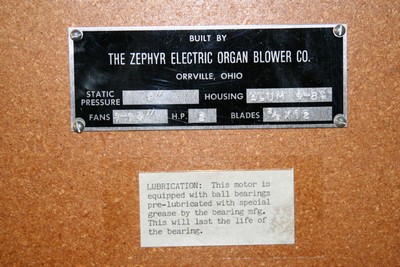 BUILT BY
THE ZEPHYR ELECTRIC ORGAN BLOWER CO.
ORRVILLE, OHIO
STATIC PRESSURE HOUSING ALUM
FANS H.P. BLADES
LUBRICATION: This motor is
equipped with ball bearings
pre-lubricated with special
grease by the bearing mfg.
This will last the life of
the bearing.